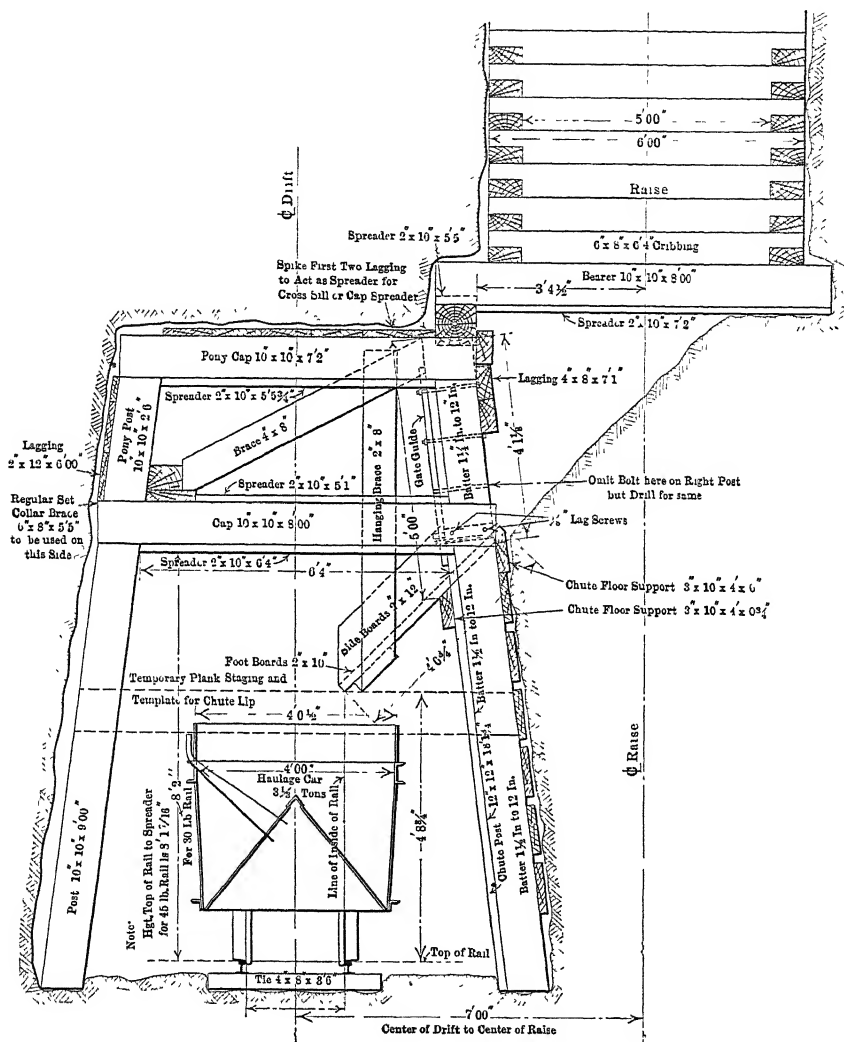 5'00"
6'00"
Raise
6" x 8" x 6'4" Cribbing
Bearer 10" x 10" x 8'00"
3'4½"
Spreader 2" x 10" x 7'2"
℄ Drift
Spreader 2" x 10" x 5'5"
Spike First Two Lagging
to Act as Spreader for
Cross Sill or Cap Spreader
Pony Cap 10" x 10" x 7'2"
Lagging 4" x 8" x 7'1"
Spreader 2" x 10" x 5'5¾"
Pony Post
10" x 10" x 2'6"
Brace 4" x 8"
Hanging Brace 2" x 8"
Gate Guide
Batter 1½ In. to 12 In.
Lagging
2" x 12" x 6'00"
Spreader 2" x 10" x 5'1"
Omit Bolt here on Right Post
but Drill for same
Regular Set
Collar Brace
6" x 8" x 5'5"
to be used on
this Side
Cap 10" x 10" x 8'00"
5'00"
Lag Screws
Spreader 2" x 10" x 6'4"
6'4"
Side Boards 2" x 12"
Chute Floor Support 3" x 10" x 4' x 6"
Chute Floor Support 3" x 10" x 4' x 0¾"
Foot Boards 2" x 10"
4'0¾"
Batter 1½ In to 12 In.
Temporary Plank Staging and
Template for Chute Lip
4'0½"
4'00"
Haulage Car
3½ Tons
Line of Inside of Rail
4'8¾"
℄ Raise
Post 10" x 10" x 9'00"
Note:
Hgt. Top of Rail to Spreader
for 45 lb. Rail is 8' 1 7/16"
8'2"
For 30 Lb Rail
Chute Post
Batter 1½ In to 12 In.
Top of Rail
Tie 4" x 8" x 3'6"
7'00"
Center of Drift to Center of Raise